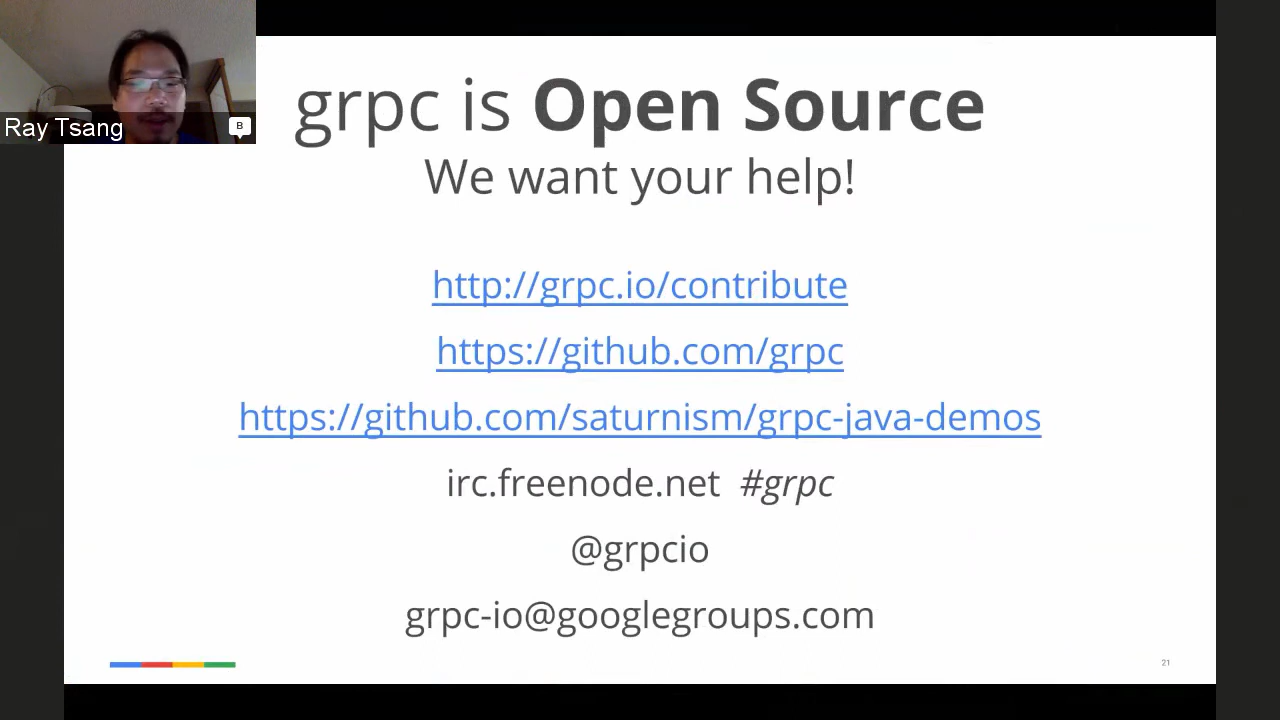 Ray Tsang
B
grpc is Open Source
We want your help!
http://grpc.io/contribute
https://github.com/grpc
https://github.com/saturnism/grpc-java-demos
irc.freenode.net #grpc
@grpcio
grpc-io@googlegroups.com
21